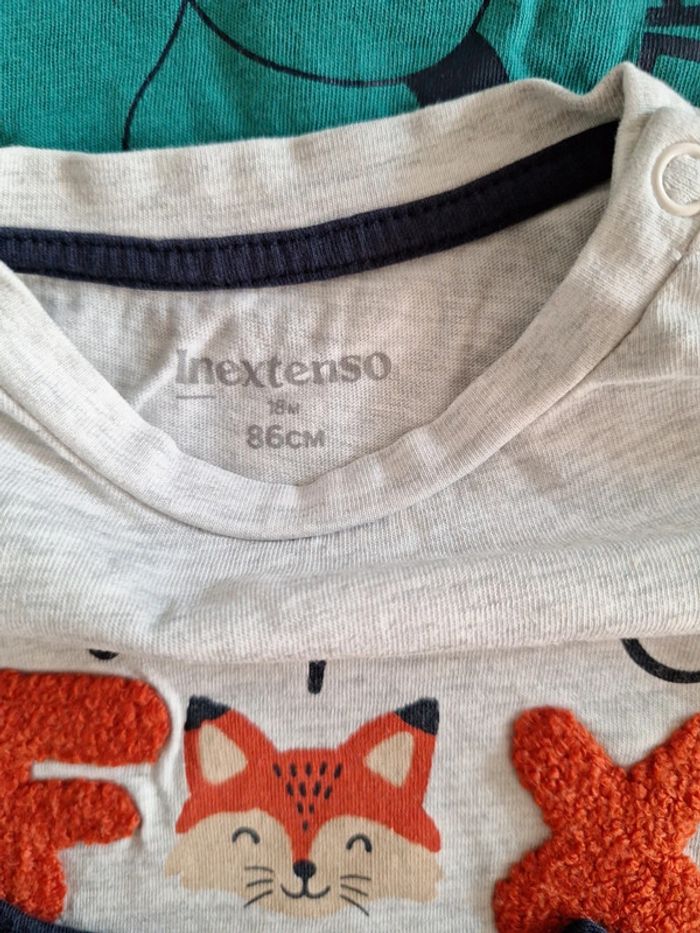 Inextenso
18M
86CM
F X